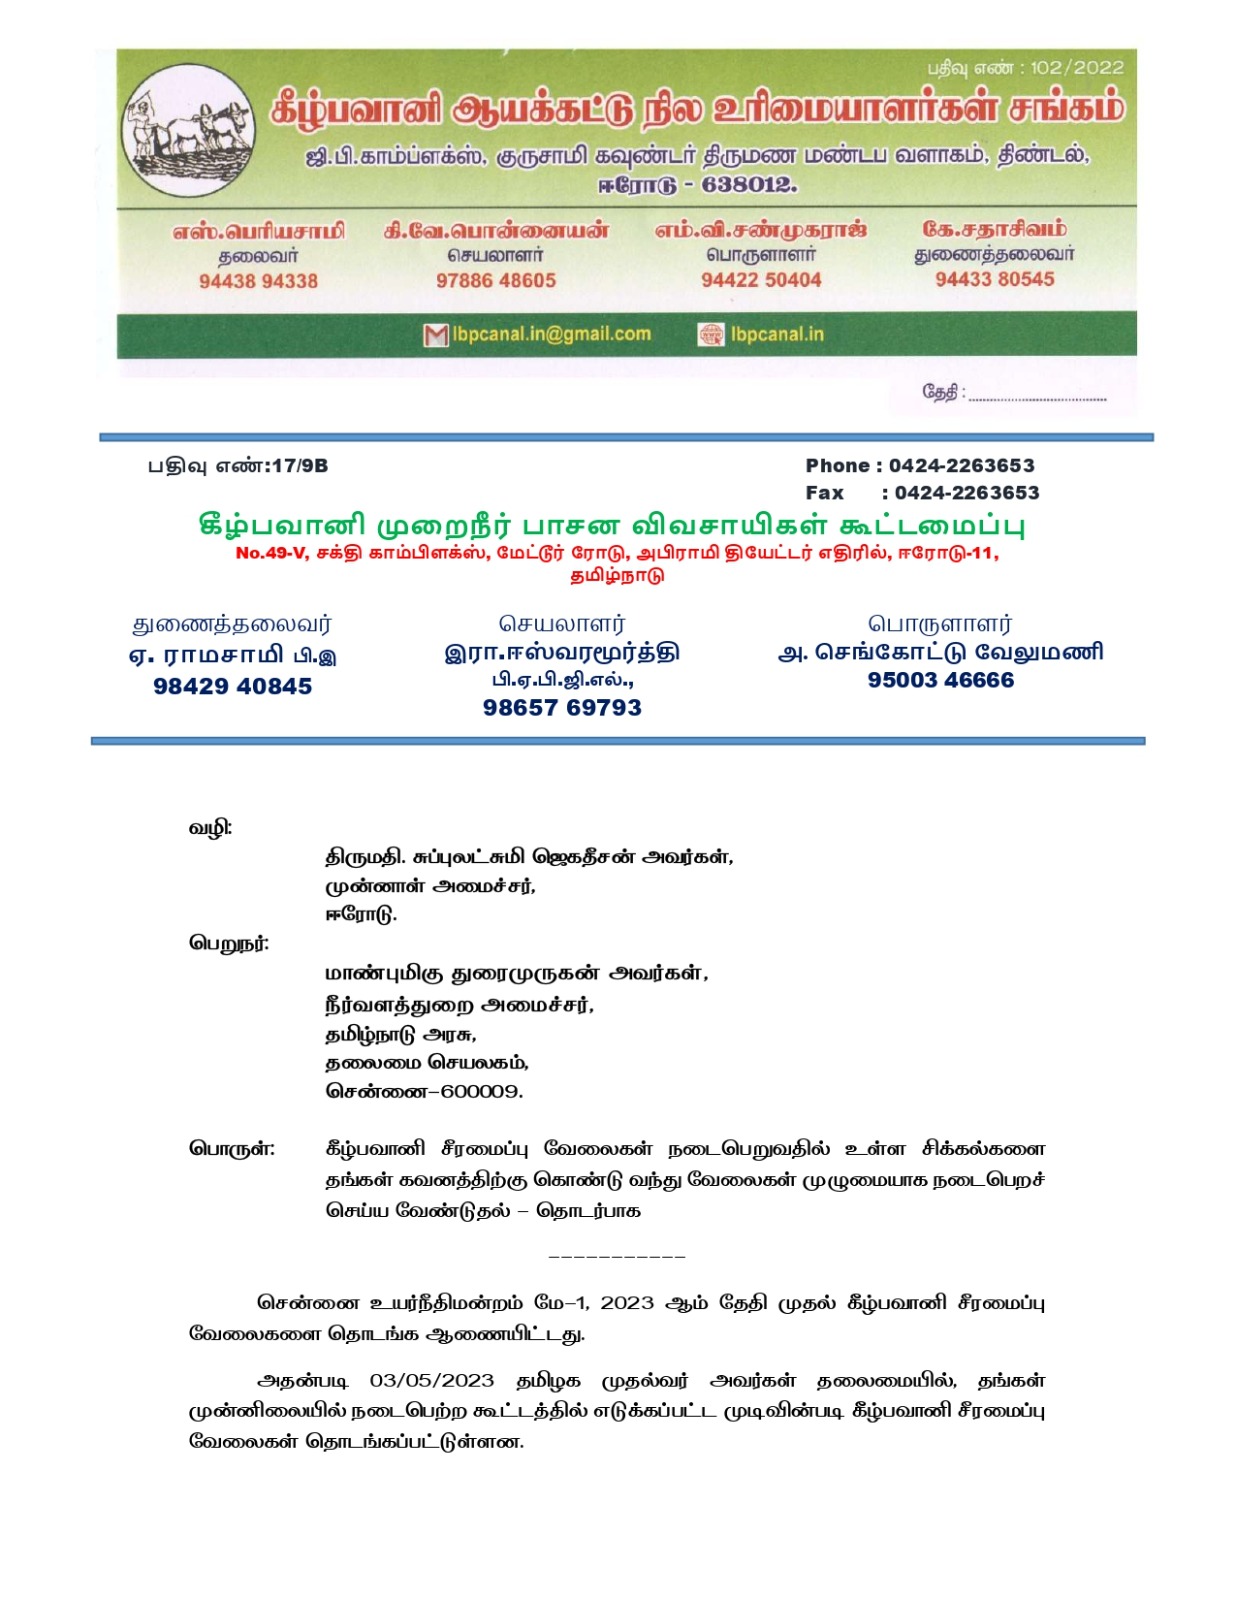 பதிவு எண் : 102/2022
கீழ்பவானி ஆயக்கட்டு நில உரிமையாளர்கள் சங்கம்
ஜி.பி.காம்ப்ளக்ஸ், குருசாமி கவுண்டர் திருமண மண்டப வளாகம், திண்டல்,
ஈரோடு - 638012.
எஸ்.பெரியசாமி கி.வே.பொன்னையன் எம்.வி.சண்முகராஜ் கே.சதாசிவம்
தலைவர் செயலாளர் பொருளாளர் துணைத்தலைவர்
94438 94338 97886 48605 94422 50404 94433 80545
lbpcanal.in@gmail.com lbpcanal.in
தேதி :
பதிவு எண்:17/9B Phone : 0424-2263653
Fax : 0424-2263653
கீழ்பவானி முறைநீர் பாசன விவசாயிகள் கூட்டமைப்பு
No.49-V, சக்தி காம்பிளக்ஸ், மேட்டூர் ரோடு, அபிராமி தியேட்டர் எதிரில், ஈரோடு-11,
தமிழ்நாடு
துணைத்தலைவர் செயலாளர் பொருளாளர்
ஏ. ராமசாமி பி.இ இரா.ஈஸ்வரமூர்த்தி அ. செங்கோட்டு வேலுமணி
98429 40845 பி.ஏ.பி.ஜி.எல்., 95003 46666
98657 69793
வழி:
திருமதி. சுப்புலட்சுமி ஜெகதீசன் அவர்கள்,
முன்னாள் அமைச்சர்,
ஈரோடு.
பெறுநர்:
மாண்புமிகு துரைமுருகன் அவர்கள்,
நீர்வளத்துறை அமைச்சர்,
தமிழ்நாடு அரசு,
தலைமை செயலகம்,
சென்னை–600009.
பொருள்: கீழ்பவானி சீரமைப்பு வேலைகள் நடைபெறுவதில் உள்ள சிக்கல்களை
தங்கள் கவனத்திற்கு கொண்டு வந்து வேலைகள் முழுமையாக நடைபெறச்
செய்ய வேண்டுதல் – தொடர்பாக
–––––––––––
சென்னை உயர்நீதிமன்றம் மே–1, 2023 ஆம் தேதி முதல் கீழ்பவானி சீரமைப்பு
வேலைகளை தொடங்க ஆணையிட்டது.
அதன்படி 03/05/2023 தமிழக முதல்வர் அவர்கள் தலைமையில், தங்கள்
முன்னிலையில் நடைபெற்ற கூட்டத்தில் எடுக்கப்பட்ட முடிவின்படி கீழ்பவானி சீரமைப்பு
வேலைகள் தொடங்கப்பட்டுள்ளன.